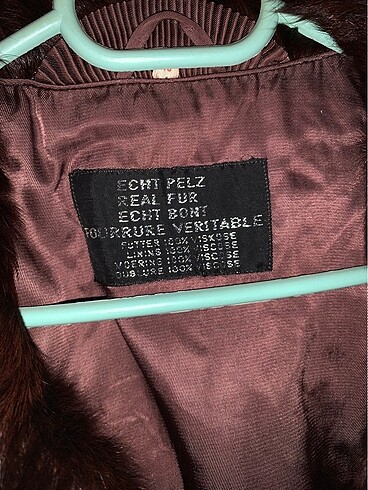 ECHT PELZ
REAL FUR
ECHT BONT
FOURRURE VERITABLE
FUTTER 100% VISKOSE
LINING 100% VISCOSE
VOERING 100% VISCOSE
DOUBLURE 100% VISCOSE